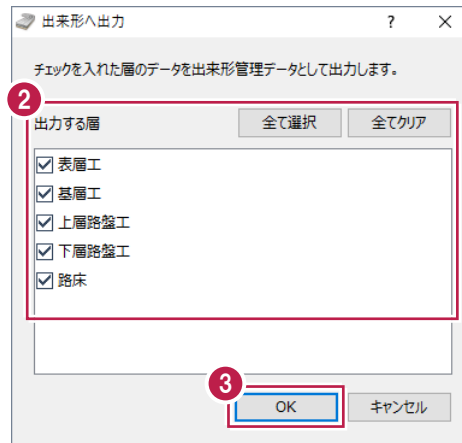 出来形へ出力 ? ×
チェックを入れた層のデータを出来形管理データとして出力します。
2
出力する層 全て選択 全てクリア
表層工
基層工
上層路盤工
下層路盤工
路床
3
OK キャンセル